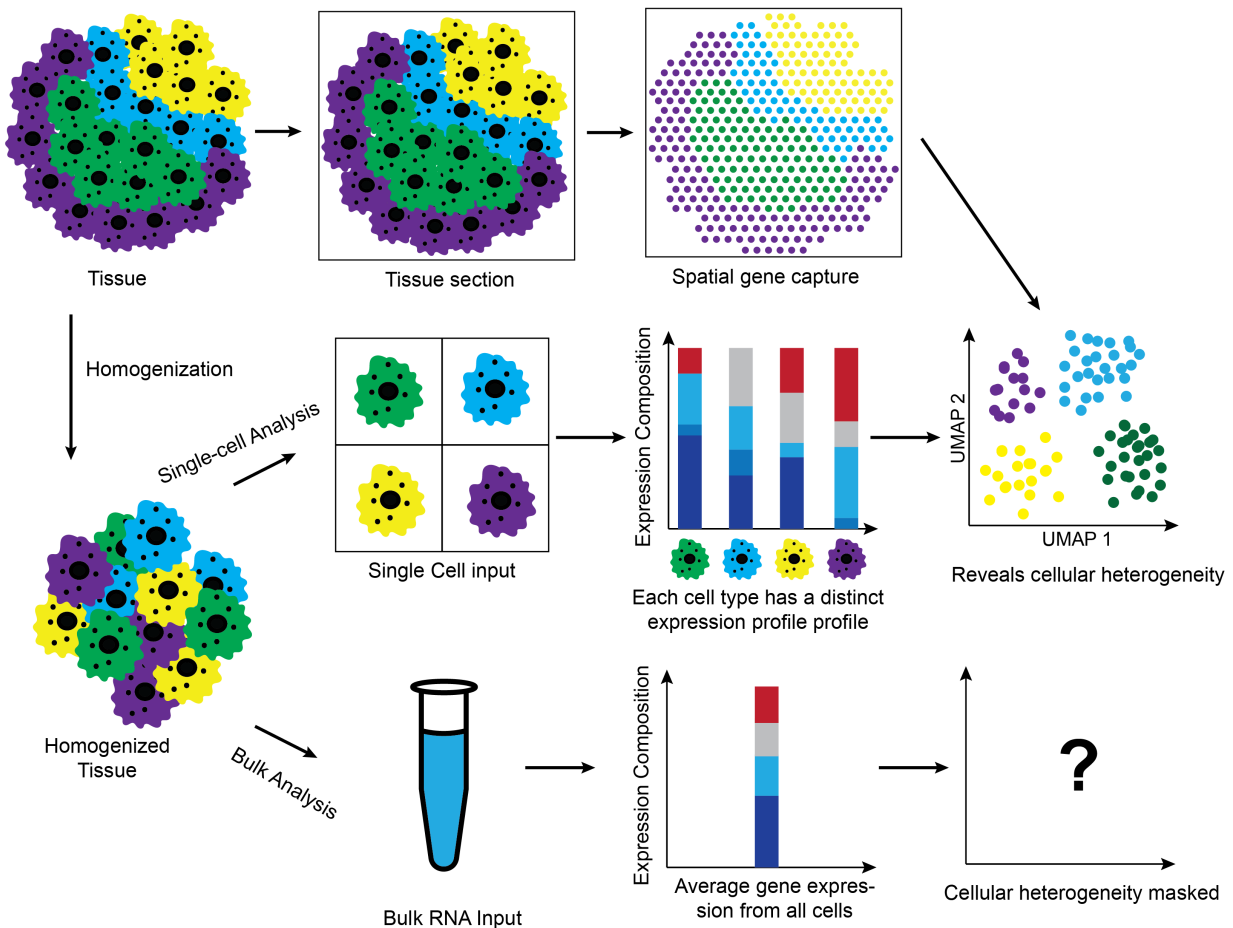 Tissue
Tissue section
Spatial gene capture
Homogenization
Single-cell Analysis
Single Cell input
Expression Composition
Each cell type has a distinct
expression profile profile
UMAP 2
UMAP 1
Reveals cellular heterogeneity
Homogenized
Tissue
Bulk Analysis
Bulk RNA Input
Expression Composition
Average gene expres-
sion from all cells
?
Cellular heterogeneity masked